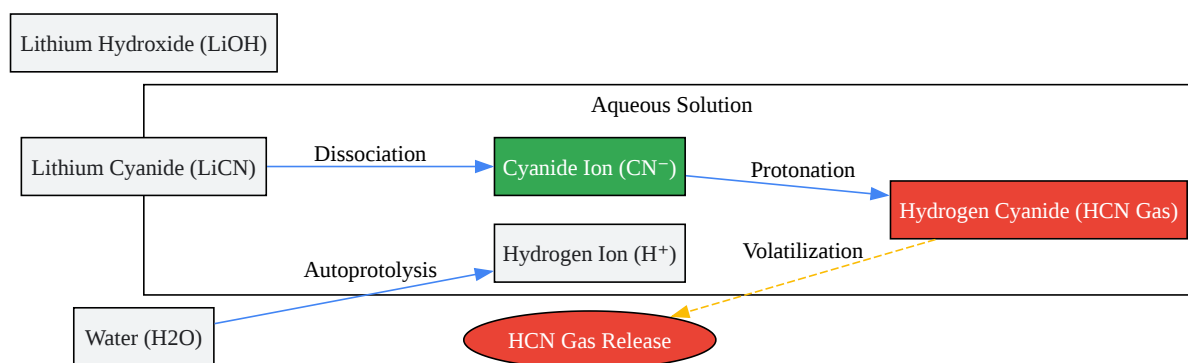 Lithium Hydroxide (LiOH)
Aqueous Solution
Lithium Cyanide (LiCN)
Dissociation
Cyanide Ion (CN⁻)
Protonation
Hydrogen Cyanide (HCN Gas)
Hydrogen Ion (H⁺)
Volatilization
Autoprotolysis
Water (H2O)
HCN Gas Release